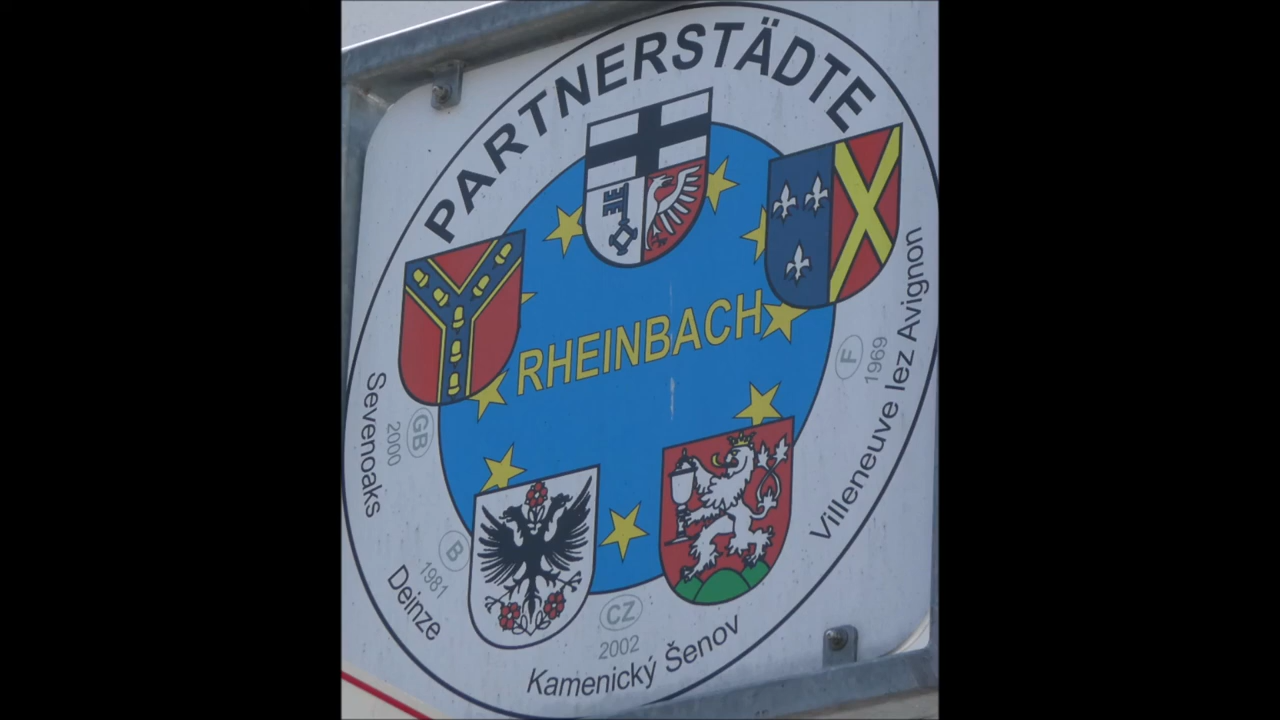 PARTNERSTÄDTE
RHEINBACH
F
1969
Villeneuve lez Avignon
GB
2000
Sevenoaks
B
1981
Deinze
CZ
2002
Kamenický Šenov